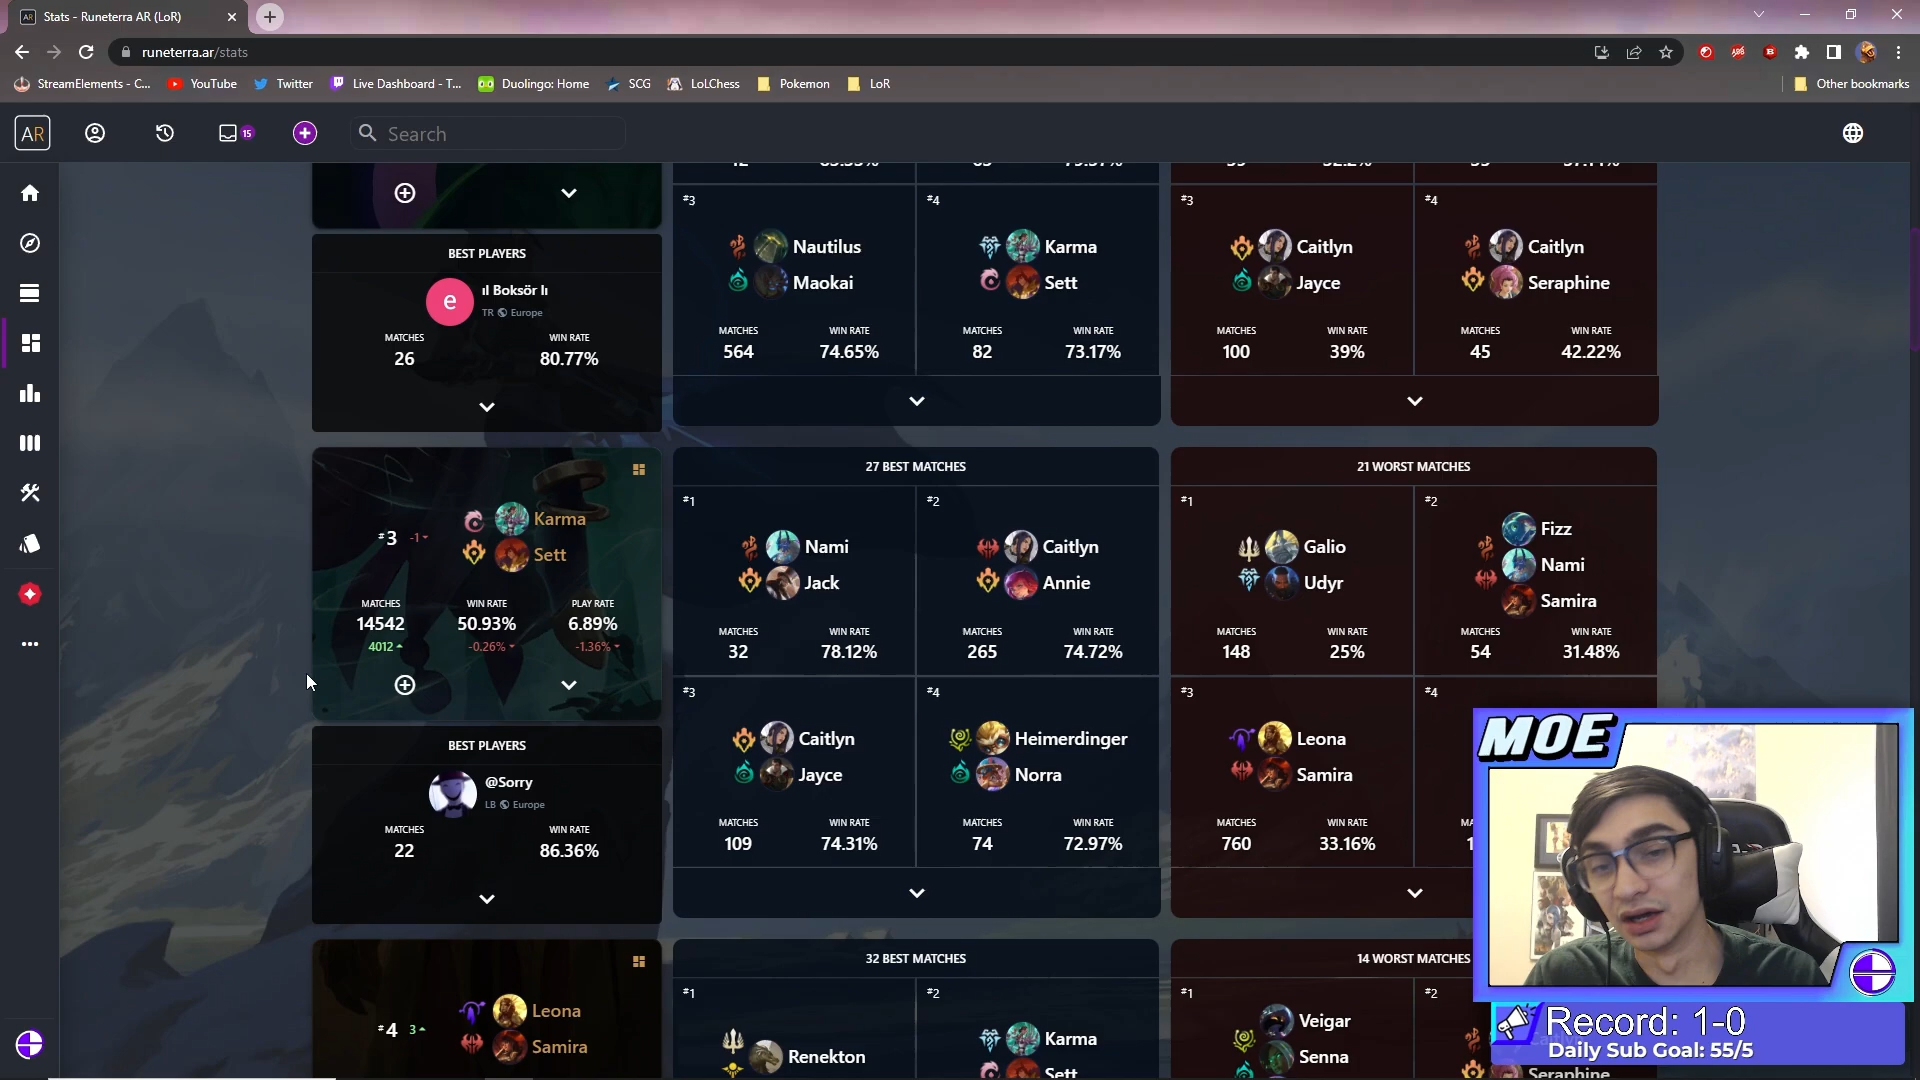 AR Stats - Runeterra AR (LoR)
runeterra.ar/stats
StreamElements - C...
YouTube
Twitter
Live Dashboard - T...
Duolingo: Home
SCG
LoLChess
Pokemon
LoR
Other bookmarks
AR
15
Search
BEST PLAYERS
e
ıl Boksör lı
TR Europe
MATCHES WIN RATE
26 80.77%
#3
Nautilus
Maokai
MATCHES WIN RATE
564 74.65%
#4
Karma
Sett
MATCHES WIN RATE
82 73.17%
#3
Caitlyn
Jayce
MATCHES WIN RATE
100 39%
#4
Caitlyn
Seraphine
MATCHES WIN RATE
45 42.22%
#3 -1
Karma
Sett
MATCHES WIN RATE PLAY RATE
14542 50.93% 6.89%
4012 -0.26% -1.36%
BEST PLAYERS
@Sorry
LB Europe
MATCHES WIN RATE
22 86.36%
27 BEST MATCHES
#1
Nami
Jack
MATCHES WIN RATE
32 78.12%
#2
Caitlyn
Annie
MATCHES WIN RATE
265 74.72%
#3
Caitlyn
Jayce
MATCHES WIN RATE
109 74.31%
#4
Heimerdinger
Norra
MATCHES WIN RATE
74 72.97%
21 WORST MATCHES
#1
Galio
Udyr
MATCHES WIN RATE
148 25%
#2
Fizz
Nami
Samira
MATCHES WIN RATE
54 31.48%
#3
Leona
Samira
MATCHES WIN RATE
760 33.16%
#4
#4 3
Leona
Samira
32 BEST MATCHES
#1
Renekton
#2
Karma
Sett
14 WORST MATCHES
#1
Veigar
Senna
#2
Seraphine
MOE
Record: 1-0
Daily Sub Goal: 55/5